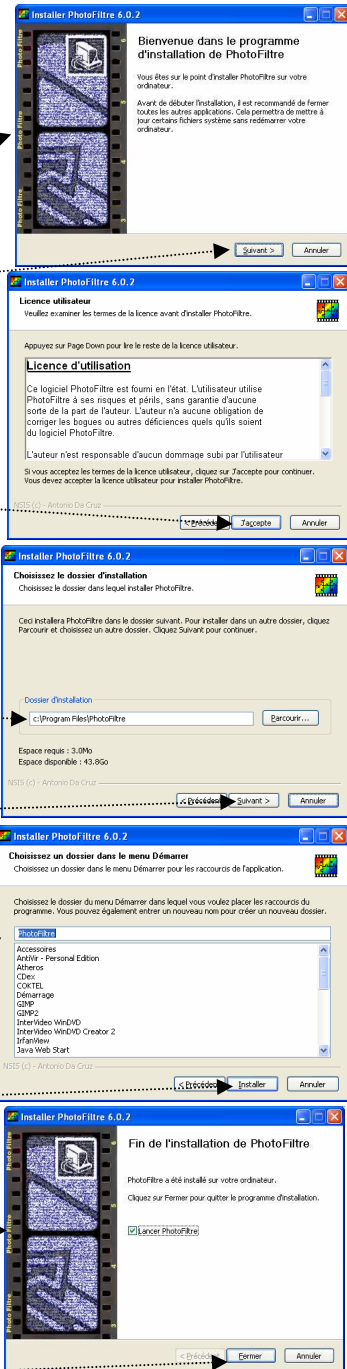 Installer PhotoFiltre 6.0.2
Bienvenue dans le programme
d'installation de PhotoFiltre
Vous êtes sur le point d'installer PhotoFiltre sur votre
ordinateur.
Avant de débuter l'installation, il est recommandé de fermer
toutes les autres applications. Cela permettra de mettre à
jour certains fichiers système sans redémarrer votre
ordinateur.
Photo Filtre
Photo Filtre
6
5
4
3
Suivant >
Annuler
Installer PhotoFiltre 6.0.2
Licence utilisateur
Veuillez examiner les termes de la licence avant d'installer PhotoFiltre.
Appuyez sur Page Down pour lire le reste de la licence utilisateur.
Licence d'utilisation
Ce logiciel PhotoFiltre est fourni en l'état. L'utilisateur utilise
PhotoFiltre à ses risques et périls, sans garantie d'aucune
sorte de la part de l'auteur. L'auteur n'a aucune obligation de
corriger les bogues ou autres déficiences quels qu'ils soient
du logiciel PhotoFiltre.
L'auteur n'est responsable d'aucun dommage subi par l'utilisateur
Si vous acceptez les termes de la licence utilisateur, cliquez sur J'accepte pour continuer.
Vous devez accepter la licence utilisateur pour installer PhotoFiltre.
NSIS (c) - Antonio Da Cruz
< Précédent
J'accepte
Annuler
Installer PhotoFiltre 6.0.2
Choisissez le dossier d'installation
Choisissez le dossier dans lequel installer PhotoFiltre.
Ceci installera PhotoFiltre dans le dossier suivant. Pour installer dans un autre dossier, cliquez
Parcourir et choisissez un autre dossier. Cliquez Suivant pour continuer.
Dossier d'installation
c:\Program Files\PhotoFiltre
Parcourir...
Espace requis : 3.0Mo
Espace disponible : 43.8Go
NSIS (c) - Antonio Da Cruz
< Précédent
Suivant >
Annuler
Installer PhotoFiltre 6.0.2
Choisissez un dossier dans le menu Démarrer
Choisissez un dossier dans le menu Démarrer pour les raccourcis de l'application.
Choisissez le dossier du menu Démarrer dans lequel vous voulez placer les raccourcis du
programme. Vous pouvez également entrer un nouveau nom pour créer un nouveau dossier.
PhotoFiltre
Accessoires
AntiVir - Personal Edition
Atheros
CDex
COKTEL
Démarrage
GIMP
GIMP2
InterVideo WinDVD
InterVideo WinDVD Creator 2
IrfanView
Java Web Start
NSIS (c) - Antonio Da Cruz
< Précédent
Installer
Annuler
Installer PhotoFiltre 6.0.2
Fin de l'installation de PhotoFiltre
PhotoFiltre a été installé sur votre ordinateur.
Cliquez sur Fermer pour quitter le programme d'installation.
Lancer PhotoFiltre
Photo Filtre
Photo Filtre
6
5
4
3
< Précédent
Fermer
Annuler